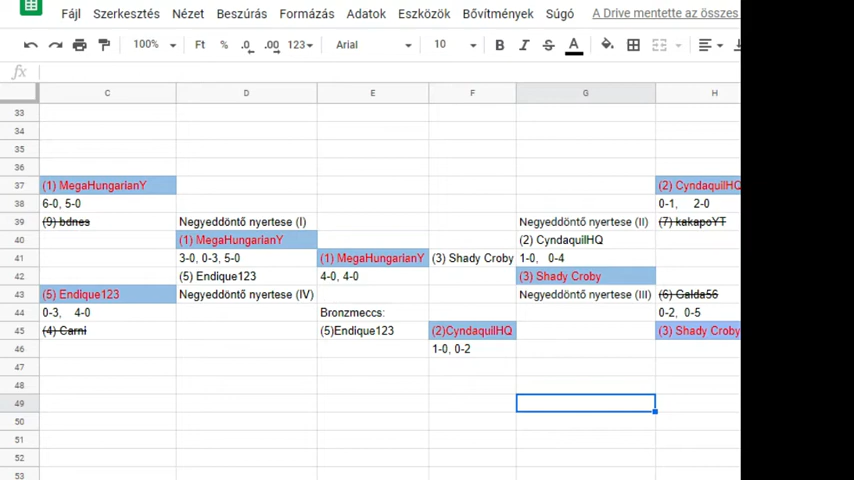 Fájl Szerkesztés Nézet Beszúrás Formázás Adatok Eszközök Bővítmények Súgó A Drive mentette az összes
100% Ft % .0 .00 123 Arial 10 B I S A
fx
C D E F G H
33
34
35
36
37 (1) MegaHungarianY (2) CyndaquilHQ
38 6-0, 5-0 0-1, 2-0
39 (9) bdnes Negyeddöntő nyertese (I) Negyeddöntő nyertese (II) (7) kakapoYT
40 (1) MegaHungarianY (2) CyndaquilHQ
41 3-0, 0-3, 5-0 (1) MegaHungarianY (3) Shady Croby 1-0, 0-4
42 (5) Endique123 4-0, 4-0 (3) Shady Croby
43 (5) Endique123 Negyeddöntő nyertese (IV) Negyeddöntő nyertese (III) (6) Galda56
44 0-3, 4-0 Bronzmeccs: 0-2, 0-5
45 (4) Carni (5)Endique123 (2)CyndaquilHQ (3) Shady Croby
46 1-0, 0-2
47
48
49
50
51
52
53